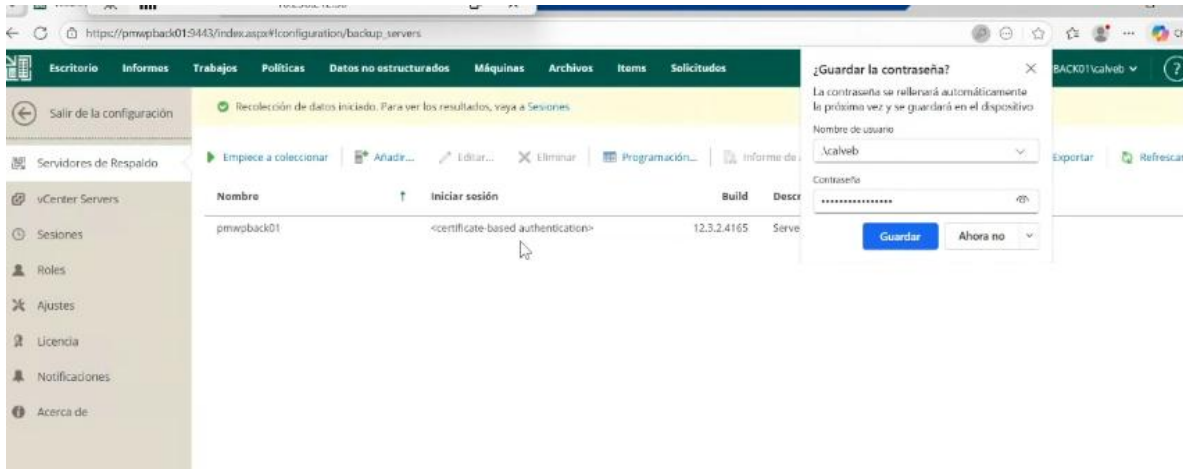 https://pmwpback01:9443/index.aspx#!configuration/backup_servers
Escritorio Informes Trabajos Políticas Datos no estructurados Máquinas Archivos Items Solicitudes
BACK01\calveb
Salir de la configuración
Recolección de datos iniciado. Para ver los resultados, vaya a Sesiones
Servidores de Respaldo
vCenter Servers
Sesiones
Roles
Ajustes
Licencia
Notificaciones
Acerca de
Empiece a coleccionar Añadir... Editar... Eliminar Programación... Informe de
Exportar Refrescar
Nombre Iniciar sesión Build Descr
pmwpback01 <certificate-based authentication> 12.3.2.4165 Serve
¿Guardar la contraseña?
La contraseña se rellenará automáticamente
la próxima vez y se guardará en el dispositivo
Nombre de usuario
.\calveb
Contraseña
Guardar Ahora no